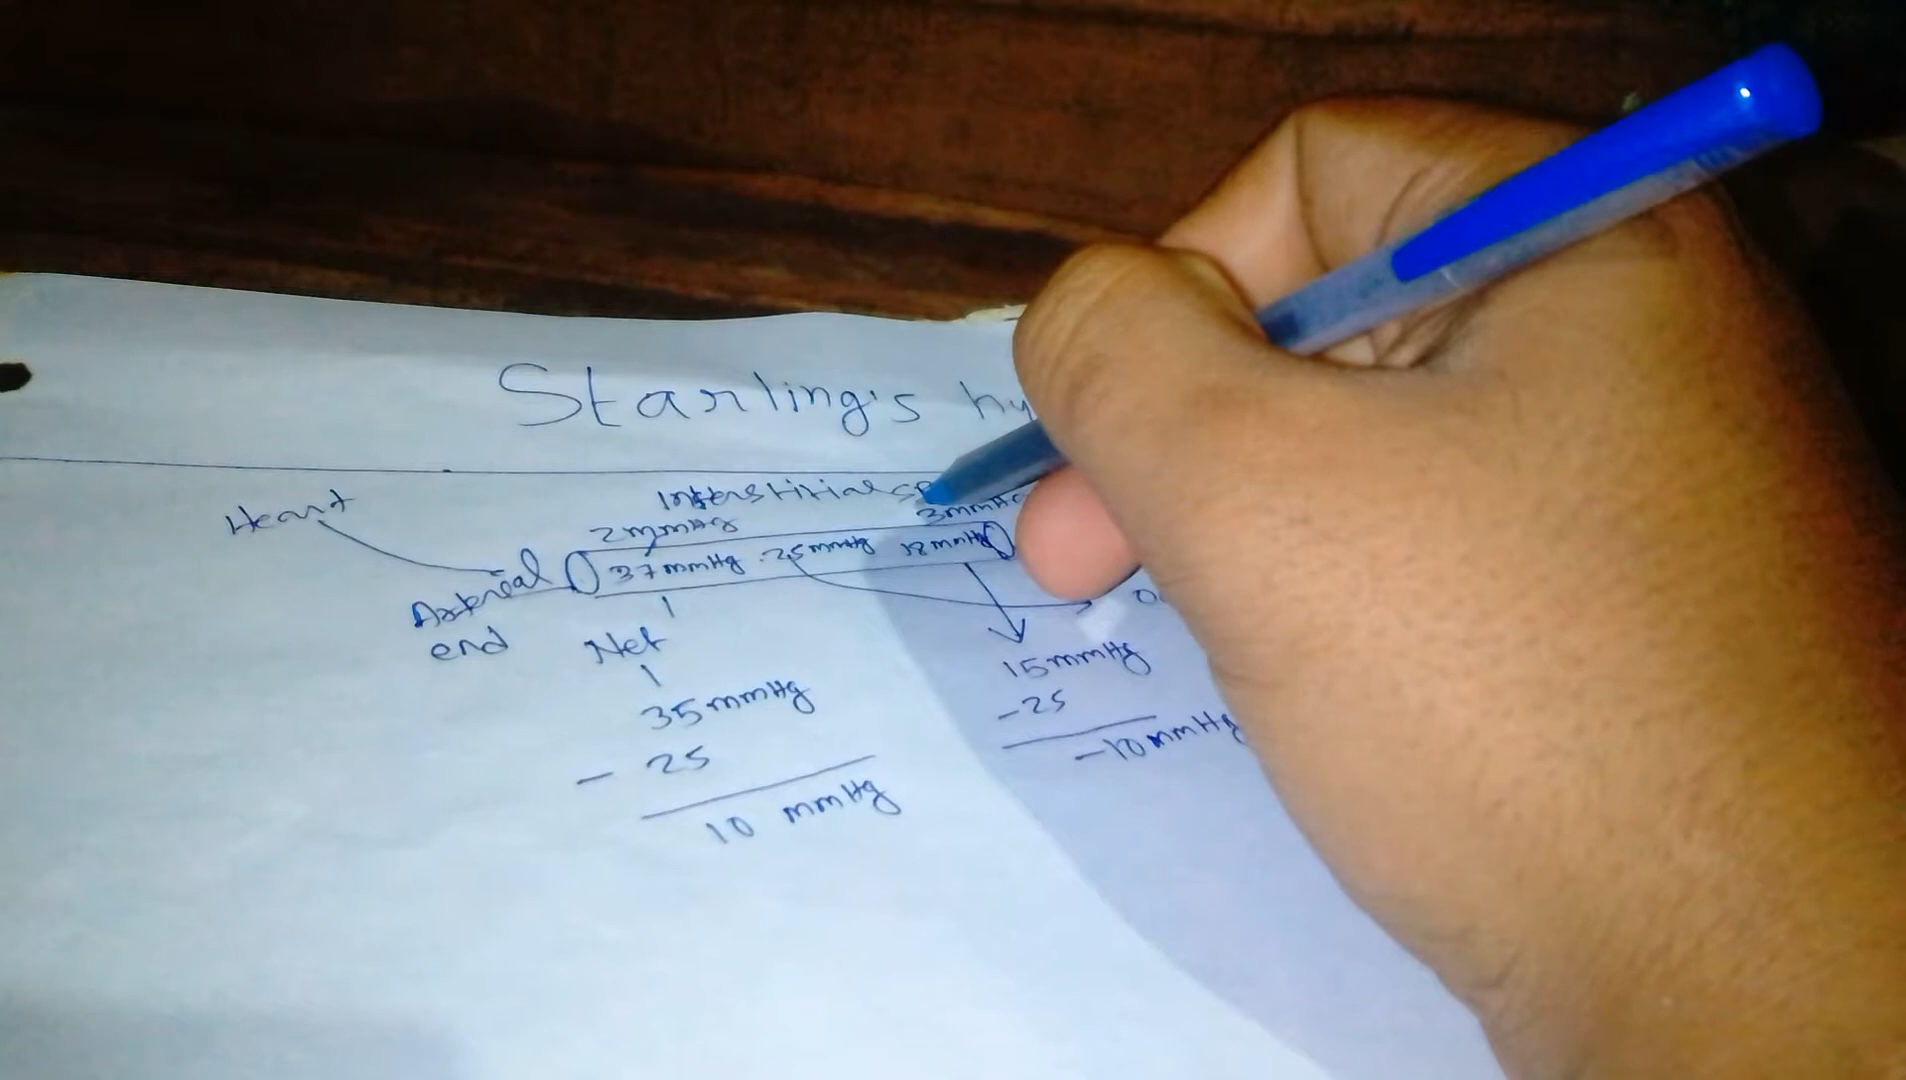 Starling's hy
Heart
Interstitial sp
2mmHg
3mmHg
Arterial
end
37mmHg 25mmHg 12mmHg
Net
35mmHg
- 25
10 mmHg
15mmHg
-25
-10mmHg